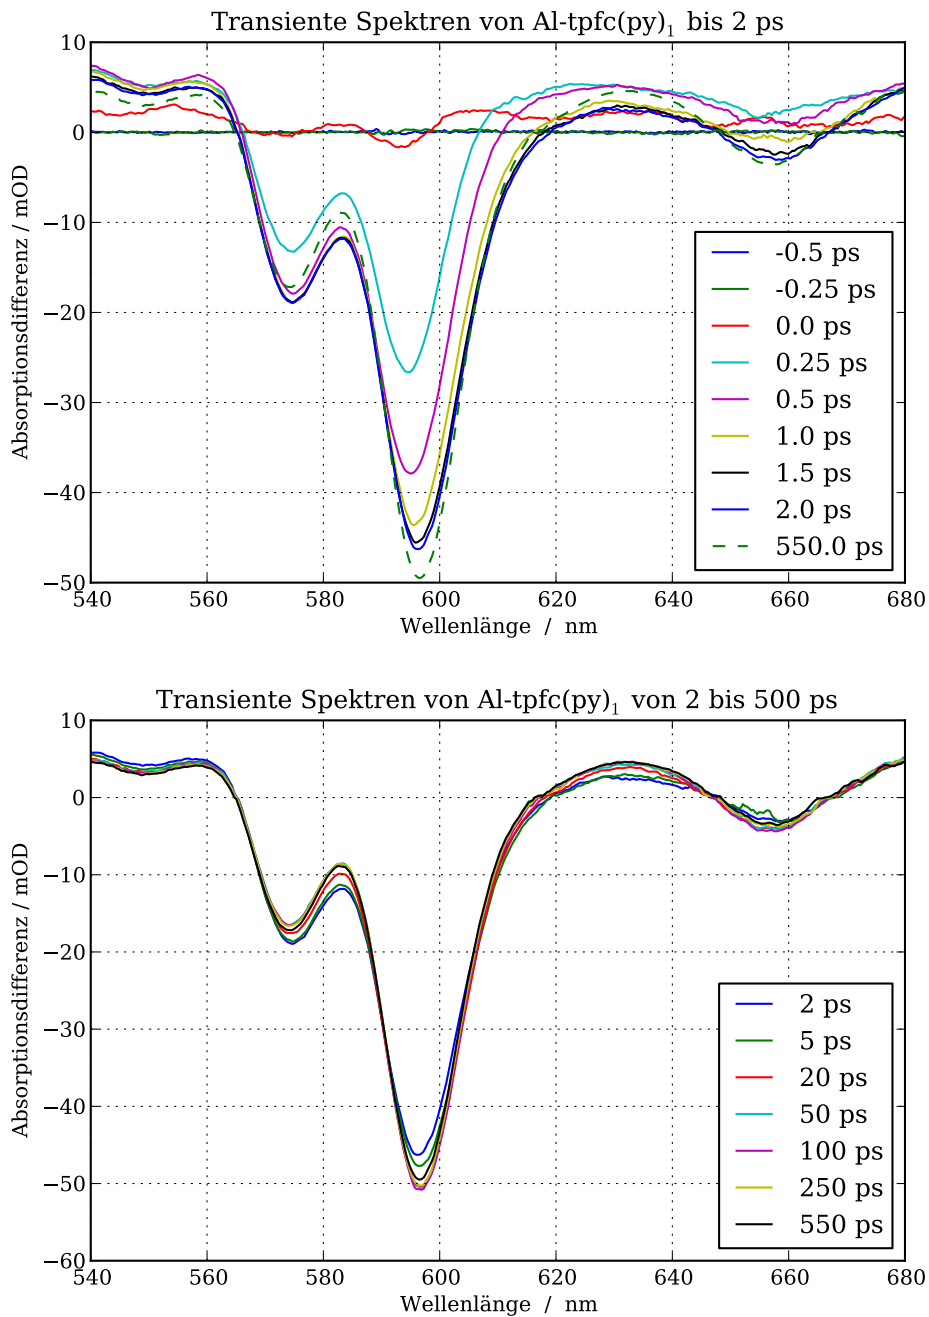 Transiente Spektren von Al-tpfc(py)₁ bis 2 ps
10
5
0
−10
−20
−30
−40
−50
Absorptionsdifferenz / mOD
-0.5 ps
-0.25 ps
0.0 ps
0.25 ps
0.5 ps
1.0 ps
1.5 ps
2.0 ps
550.0 ps
540 560 580 600 620 640 660 680
Wellenlänge / nm
Transiente Spektren von Al-tpfc(py)₁ von 2 bis 500 ps
10
0
−10
−20
−30
−40
−50
−60
Absorptionsdifferenz / mOD
2 ps
5 ps
20 ps
50 ps
100 ps
250 ps
550 ps
540 560 580 600 620 640 660 680
Wellenlänge / nm